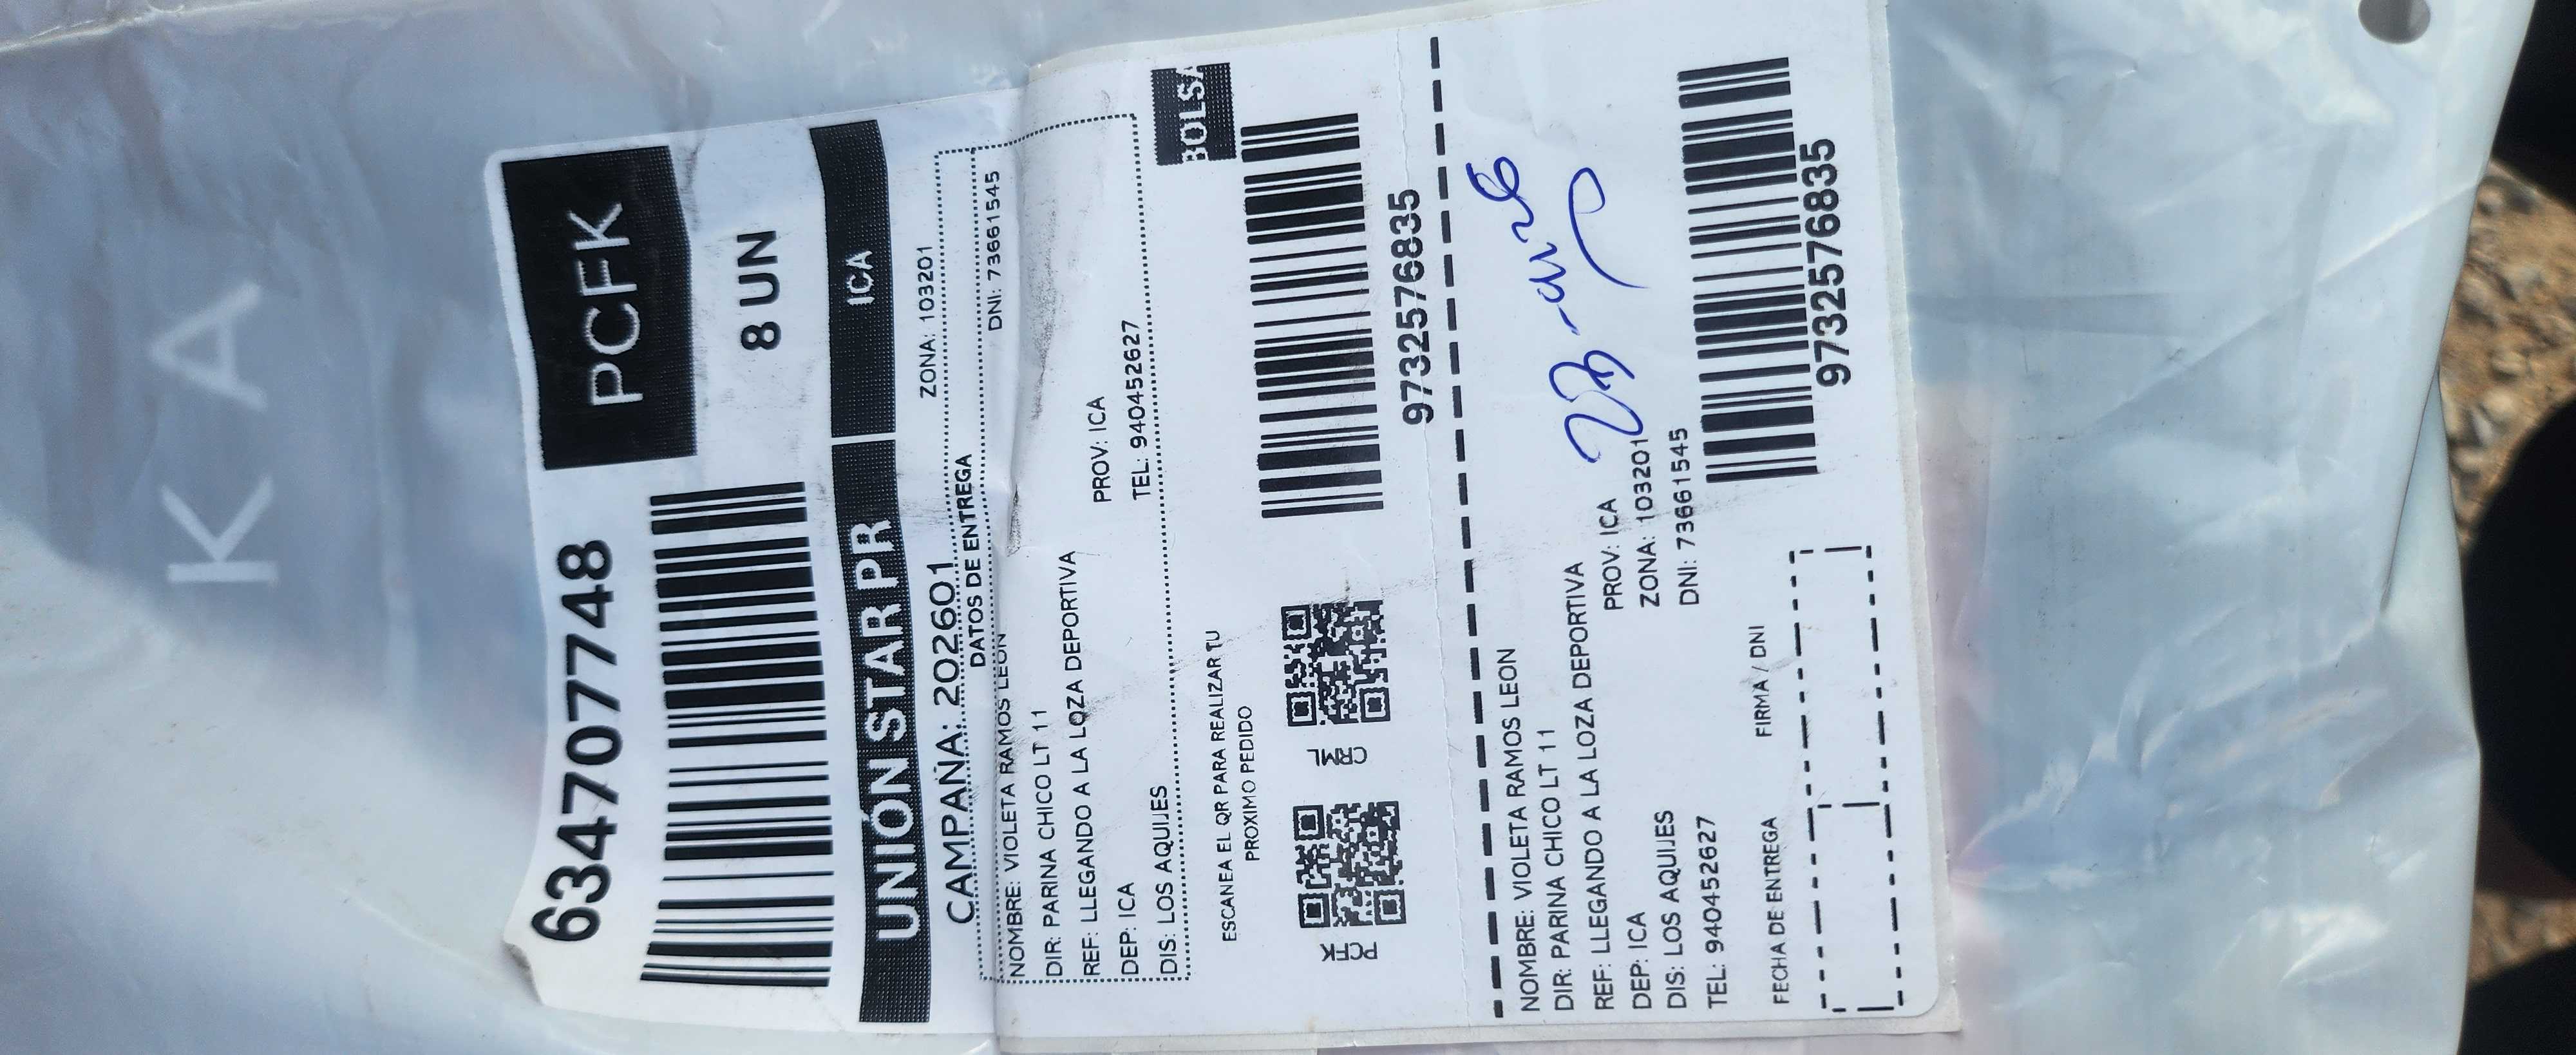 KA
6347077748
PCFK
8 UN
UNIÓN STAR PR
ICA
CAMPAÑA: 202601
ZONA: 103201
DATOS DE ENTREGA
DNI: 73661545
NOMBRE: VIOLETA RAMOS LEON
DIR: PARINA CHICO LT 11
REF: LLEGANDO A LA LOZA DEPORTIVA
DEP: ICA
PROV: ICA
DIS: LOS AQUIJES
TEL: 940452627
BOLSA
ESCANEA EL QR PARA REALIZAR TU
PROXIMO PEDIDO
PCFK
9732576835
NOMBRE: VIOLETA RAMOS LEON
DIR: PARINA CHICO LT 11
REF: LLEGANDO A LA LOZA DEPORTIVA
DEP: ICA
PROV: ICA
DIS: LOS AQUIJES
ZONA: 103201
TEL: 940452627
DNI: 73661545
FECHA DE ENTREGA
FIRMA / DNI
9732576835